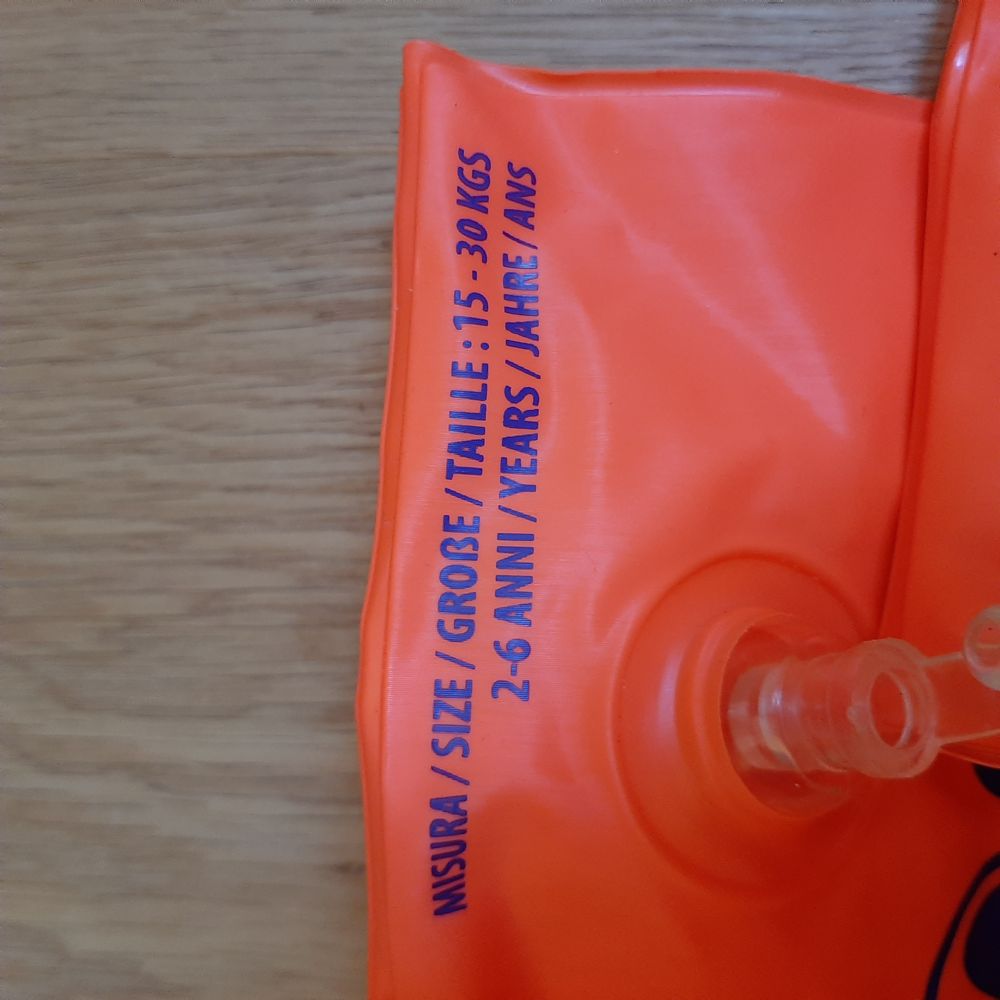 MISURA / SIZE / GROßE / TAILLE : 15 - 30 KGS
2-6 ANNI / YEARS / JAHRE / ANS